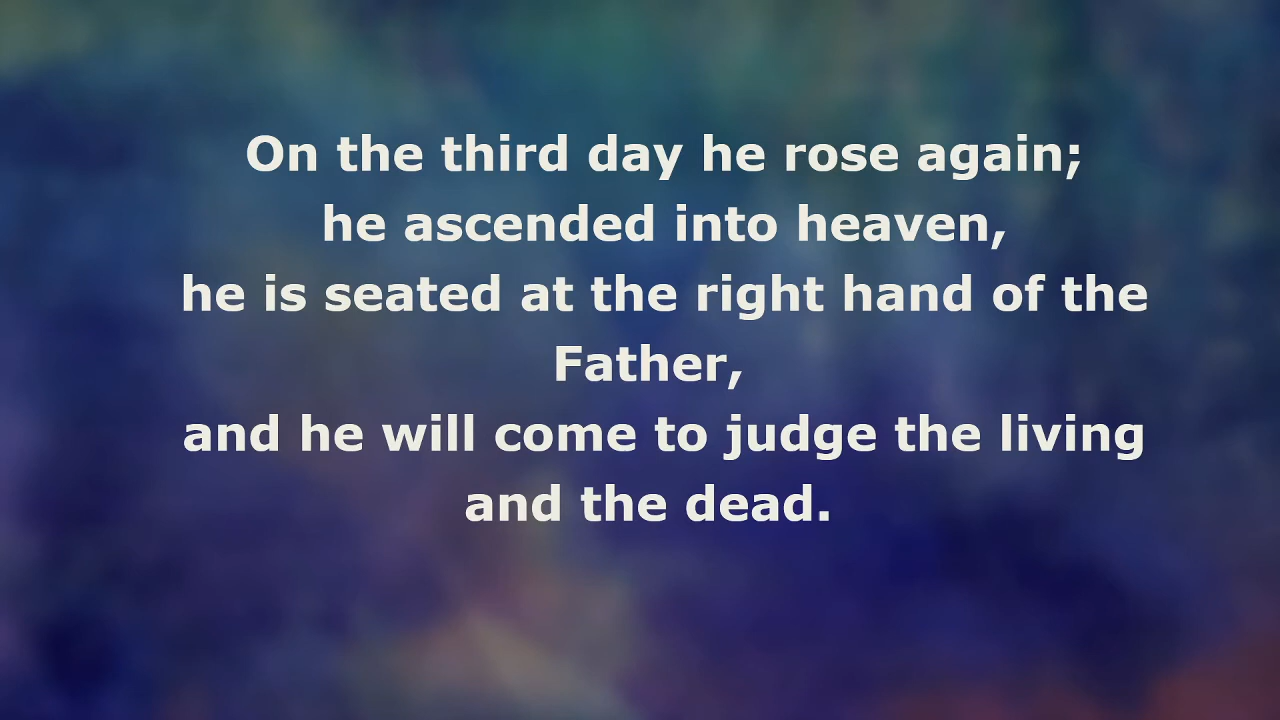 On the third day he rose again;
he ascended into heaven,
he is seated at the right hand of the
Father,
and he will come to judge the living
and the dead.